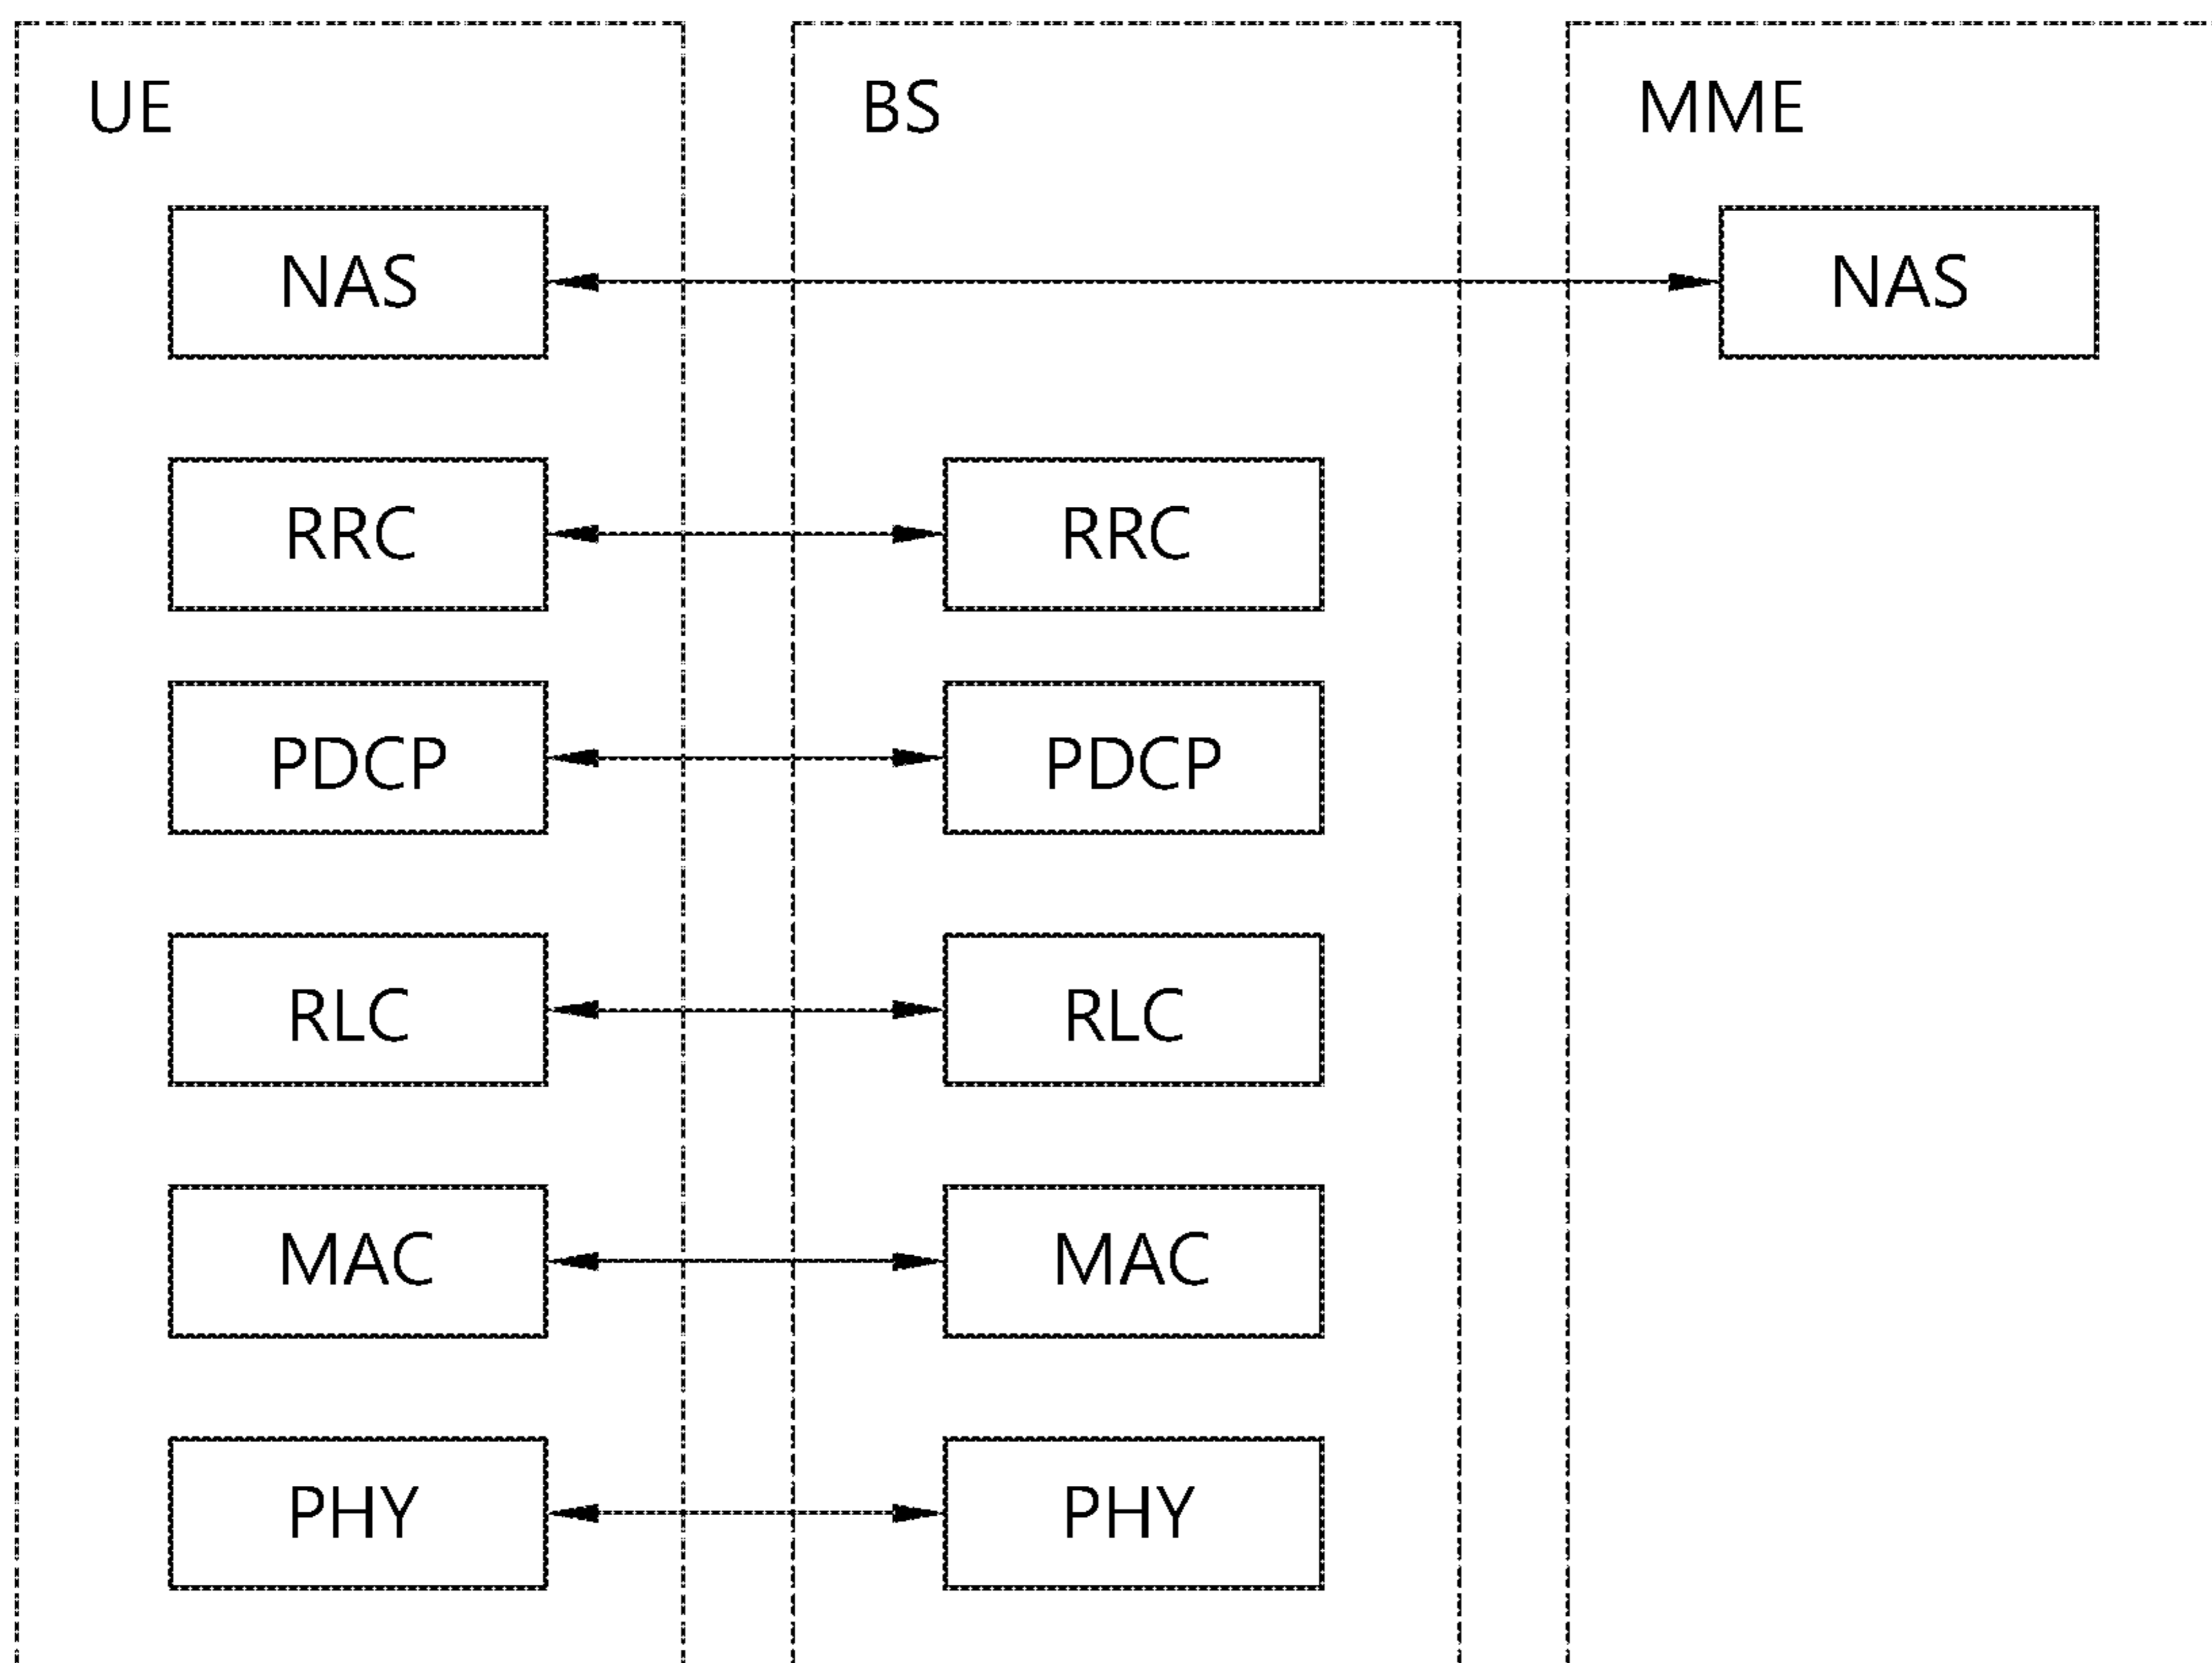 UE BS MME
NAS NAS
RRC RRC
PDCP PDCP
RLC RLC
MAC MAC
PHY PHY